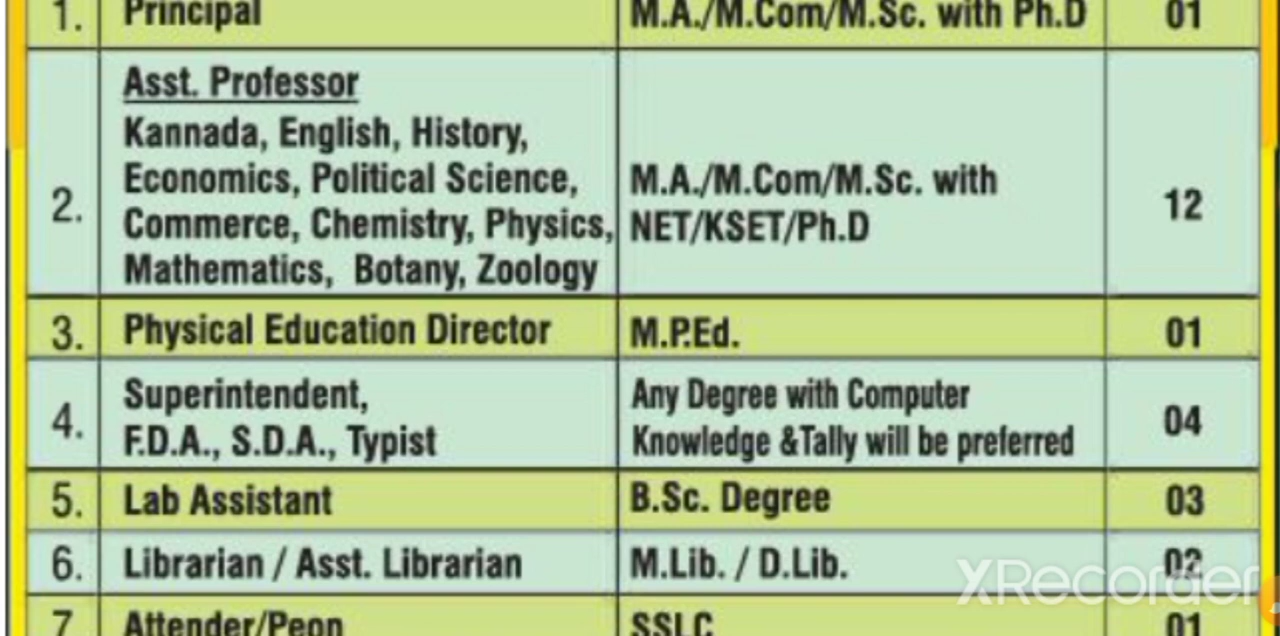 1. Principal M.A./M.Com/M.Sc. with Ph.D 01
Asst. Professor
Kannada, English, History,
Economics, Political Science,
Commerce, Chemistry, Physics,
Mathematics, Botany, Zoology
2.
M.A./M.Com/M.Sc. with
NET/KSET/Ph.D
12
3. Physical Education Director M.P.Ed. 01
4.
Superintendent,
F.D.A., S.D.A., Typist
Any Degree with Computer
Knowledge &Tally will be preferred
04
5. Lab Assistant B.Sc. Degree 03
6. Librarian / Asst. Librarian M.Lib. / D.Lib. 02
XRecorder
7 Attender/Peon SSLC 01